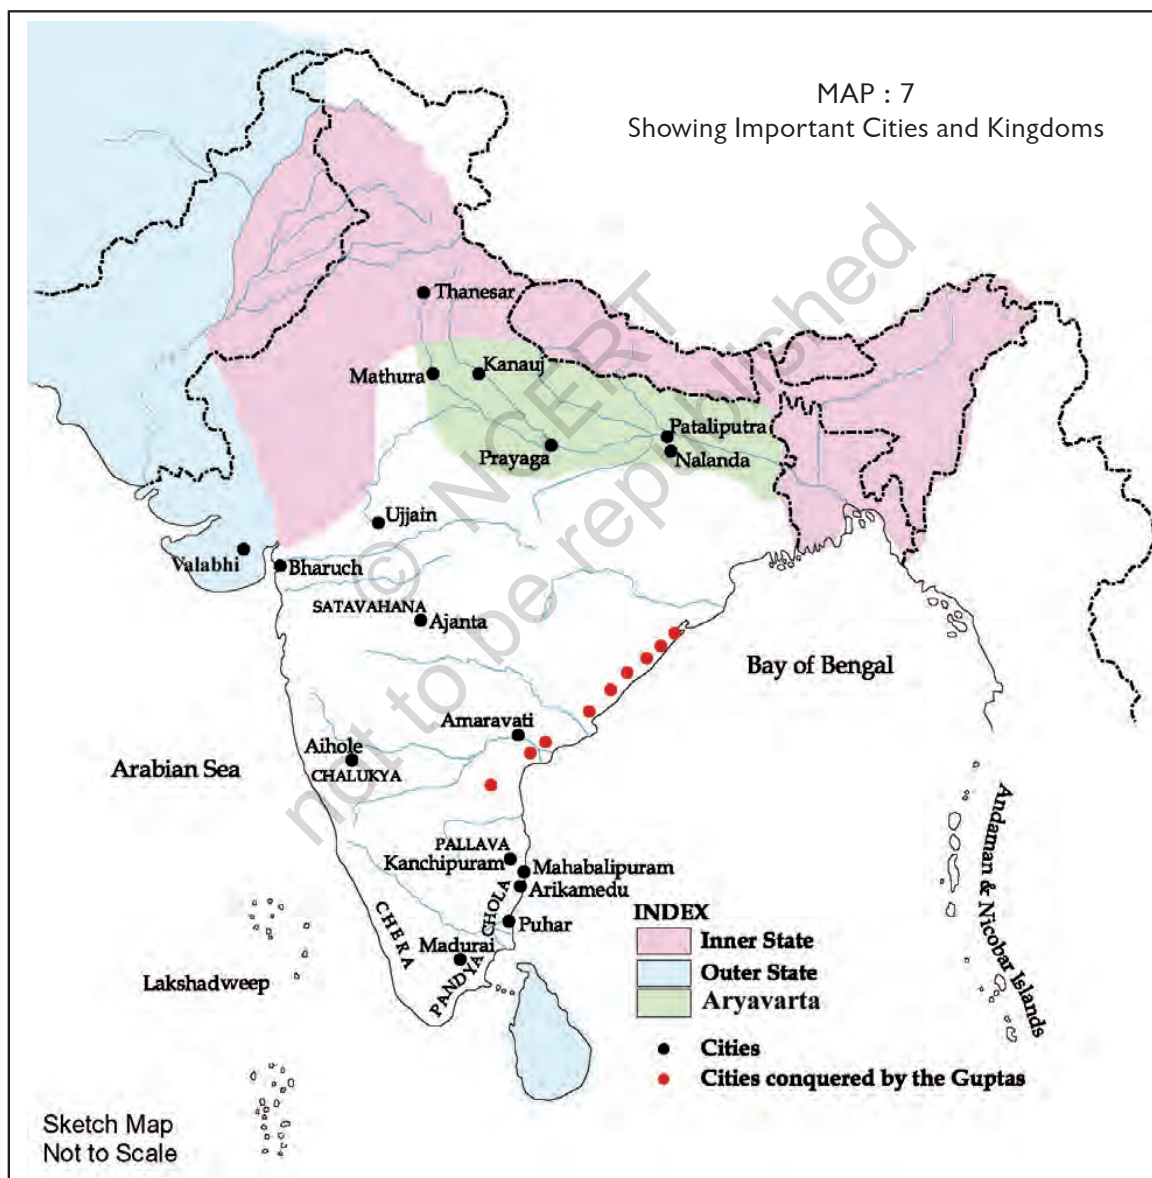 MAP : 7
Showing Important Cities and Kingdoms
Thanesar
Kanauj
Mathura
Pataliputra
Prayaga
Nalanda
Ujjain
Valabhi
Bharuch
SATAVAHANA
Ajanta
Bay of Bengal
Amaravati
Aihole
CHALUKYA
Arabian Sea
PALLAVA
Kanchipuram
Mahabalipuram
Arikamedu
CHOLA
Puhar
CHERA
Madurai
PANDYA
Lakshadweep
Andaman & Nicobar Islands
INDEX
Inner State
Outer State
Aryavarta
Cities
Cities conquered by the Guptas
Sketch Map
Not to Scale
© NCERT
not to be republished